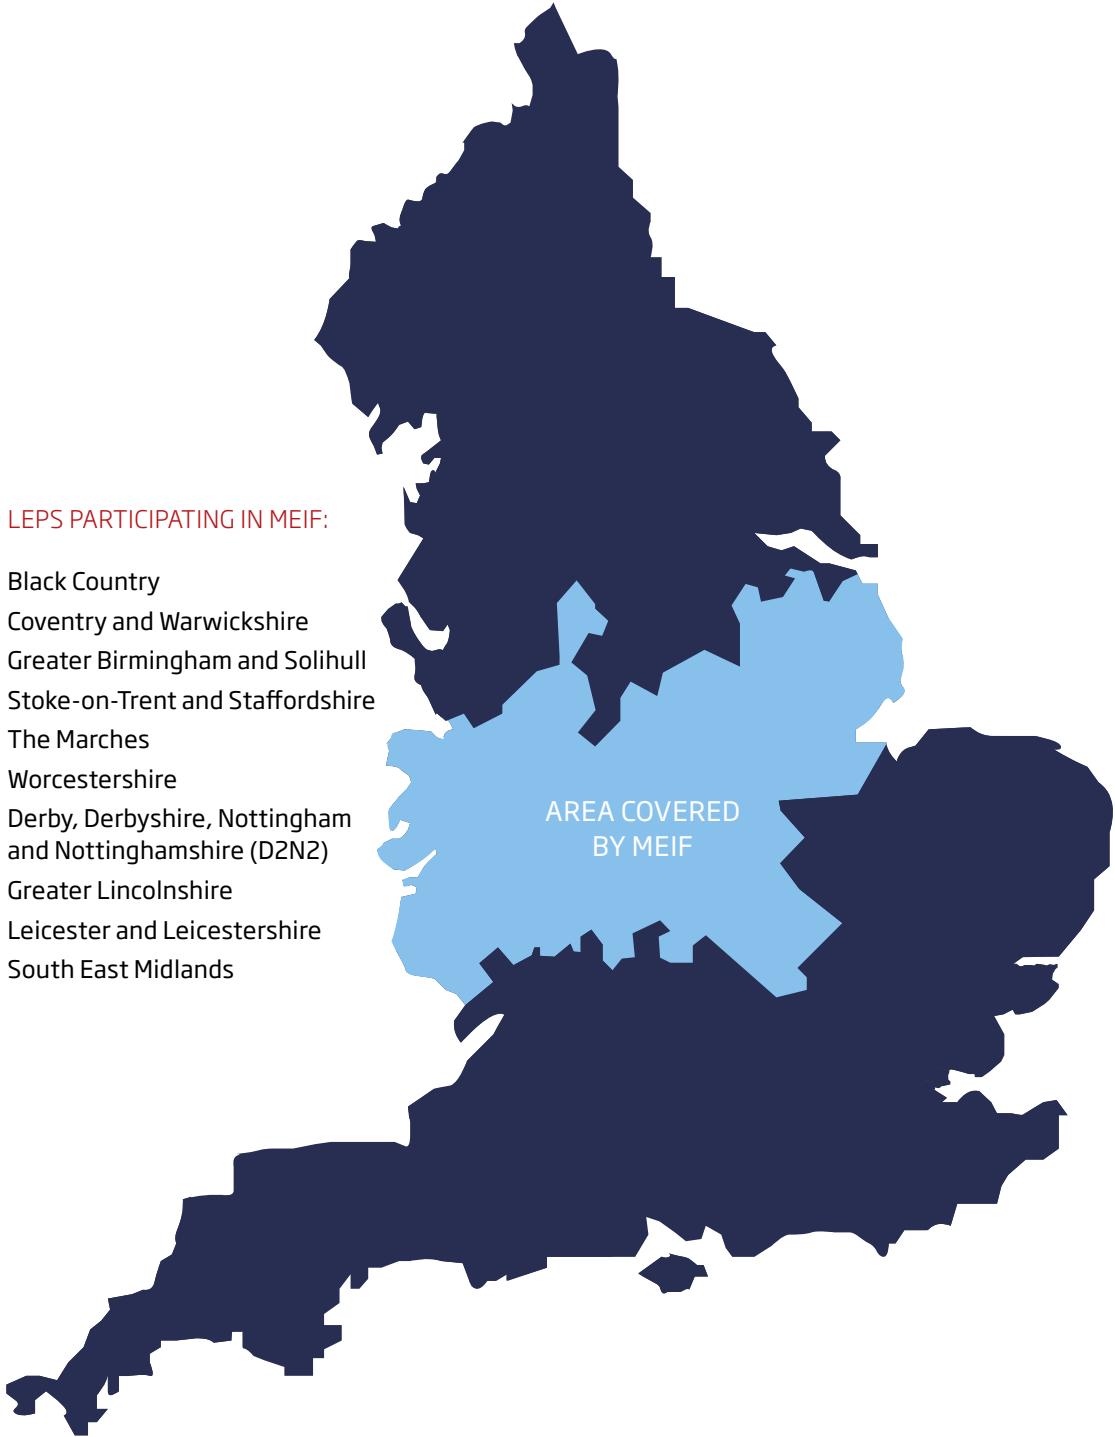 LEPS PARTICIPATING IN MEIF:
Black Country
Coventry and Warwickshire
Greater Birmingham and Solihull
Stoke-on-Trent and Staffordshire
The Marches
Worcestershire
Derby, Derbyshire, Nottingham
and Nottinghamshire (D2N2)
Greater Lincolnshire
Leicester and Leicestershire
South East Midlands
AREA COVERED
BY MEIF